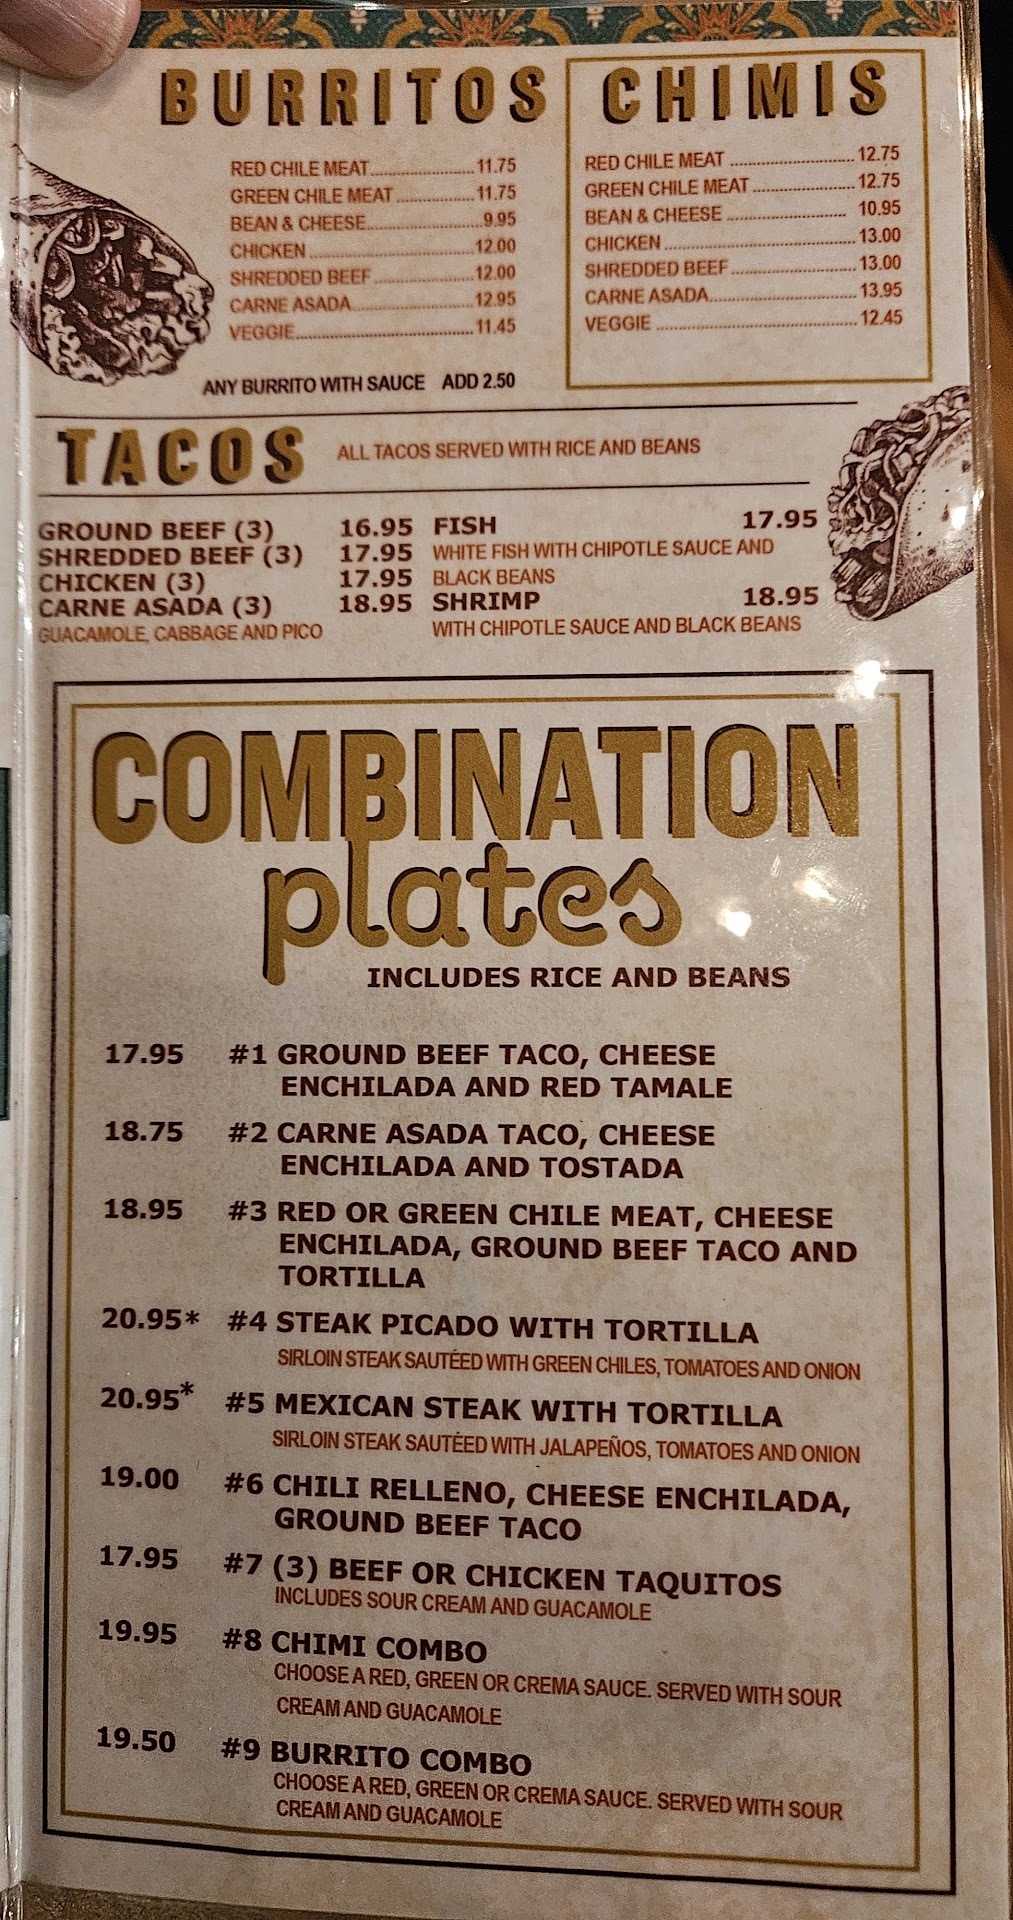 BURRITOS
RED CHILE MEAT 11.75
GREEN CHILE MEAT 11.75
BEAN & CHEESE 9.95
CHICKEN 12.00
SHREDDED BEEF 12.00
CARNE ASADA 12.95
VEGGIE 11.45
ANY BURRITO WITH SAUCE ADD 2.50
CHIMIS
RED CHILE MEAT 12.75
GREEN CHILE MEAT 12.75
BEAN & CHEESE 10.95
CHICKEN 13.00
SHREDDED BEEF 13.00
CARNE ASADA 13.95
VEGGIE 12.45
TACOS ALL TACOS SERVED WITH RICE AND BEANS
GROUND BEEF (3) 16.95
SHREDDED BEEF (3) 17.95
CHICKEN (3) 17.95
CARNE ASADA (3) 18.95
GUACAMOLE, CABBAGE AND PICO
FISH 17.95
WHITE FISH WITH CHIPOTLE SAUCE AND
BLACK BEANS
SHRIMP 18.95
WITH CHIPOTLE SAUCE AND BLACK BEANS
COMBINATION
plates
INCLUDES RICE AND BEANS
17.95 #1 GROUND BEEF TACO, CHEESE
ENCHILADA AND RED TAMALE
18.75 #2 CARNE ASADA TACO, CHEESE
ENCHILADA AND TOSTADA
18.95 #3 RED OR GREEN CHILE MEAT, CHEESE
ENCHILADA, GROUND BEEF TACO AND
TORTILLA
20.95* #4 STEAK PICADO WITH TORTILLA
SIRLOIN STEAK SAUTÉED WITH GREEN CHILES, TOMATOES AND ONION
20.95* #5 MEXICAN STEAK WITH TORTILLA
SIRLOIN STEAK SAUTÉED WITH JALAPEÑOS, TOMATOES AND ONION
19.00 #6 CHILI RELLENO, CHEESE ENCHILADA,
GROUND BEEF TACO
17.95 #7 (3) BEEF OR CHICKEN TAQUITOS
INCLUDES SOUR CREAM AND GUACAMOLE
19.95 #8 CHIMI COMBO
CHOOSE A RED, GREEN OR CREMA SAUCE. SERVED WITH SOUR
CREAM AND GUACAMOLE
19.50 #9 BURRITO COMBO
CHOOSE A RED, GREEN OR CREMA SAUCE. SERVED WITH SOUR
CREAM AND GUACAMOLE